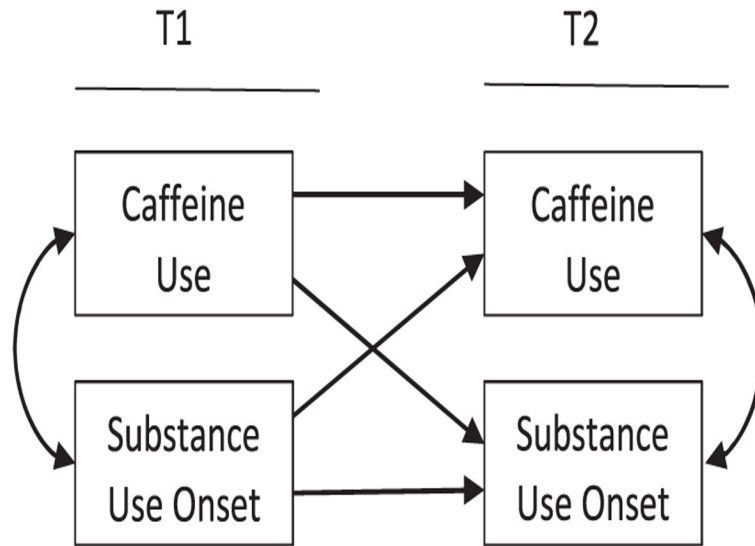 T1
T2
Caffeine
Use
Caffeine
Use
Substance
Use Onset
Substance
Use Onset